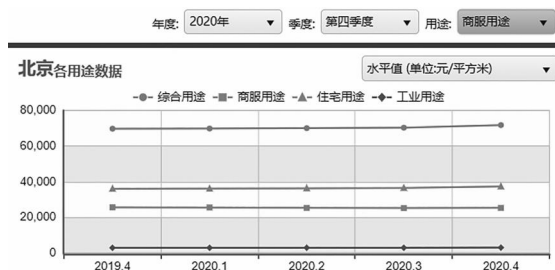 年度: 2020年 季度: 第四季度 用途: 商服用途
北京各用途数据 水平值 (单位:元/平方米)
综合用途 商服用途 住宅用途 工业用途
80,000
60,000
40,000
20,000
0
2019.4 2020.1 2020.2 2020.3 2020.4